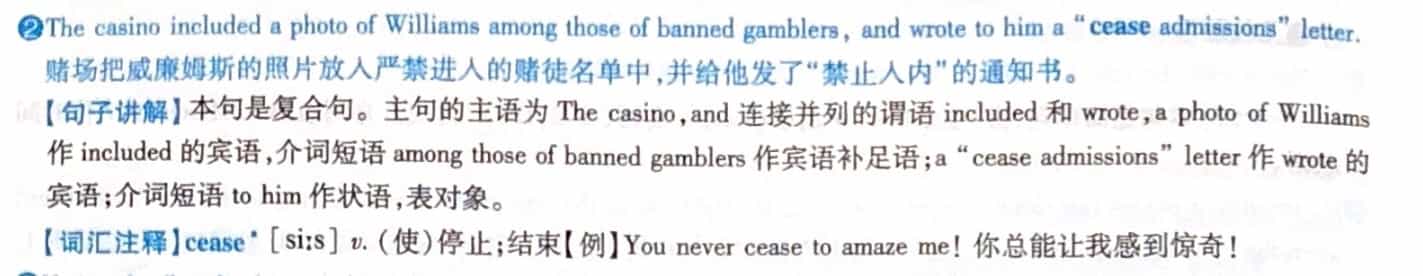 ❷The casino included a photo of Williams among those of banned gamblers, and wrote to him a “cease admissions” letter.
赌场把威廉姆斯的照片放入严禁进入的赌徒名单中,并给他发了“禁止入内”的通知书。
【句子讲解】本句是复合句。主句的主语为 The casino,and 连接并列的谓语 included 和 wrote,a photo of Williams
作 included 的宾语,介词短语 among those of banned gamblers 作宾语补足语;a “cease admissions” letter 作 wrote 的
宾语;介词短语 to him 作状语,表对象。
【词汇注释】cease* [siːs] v. (使)停止;结束【例】You never cease to amaze me! 你总能让我感到惊奇!